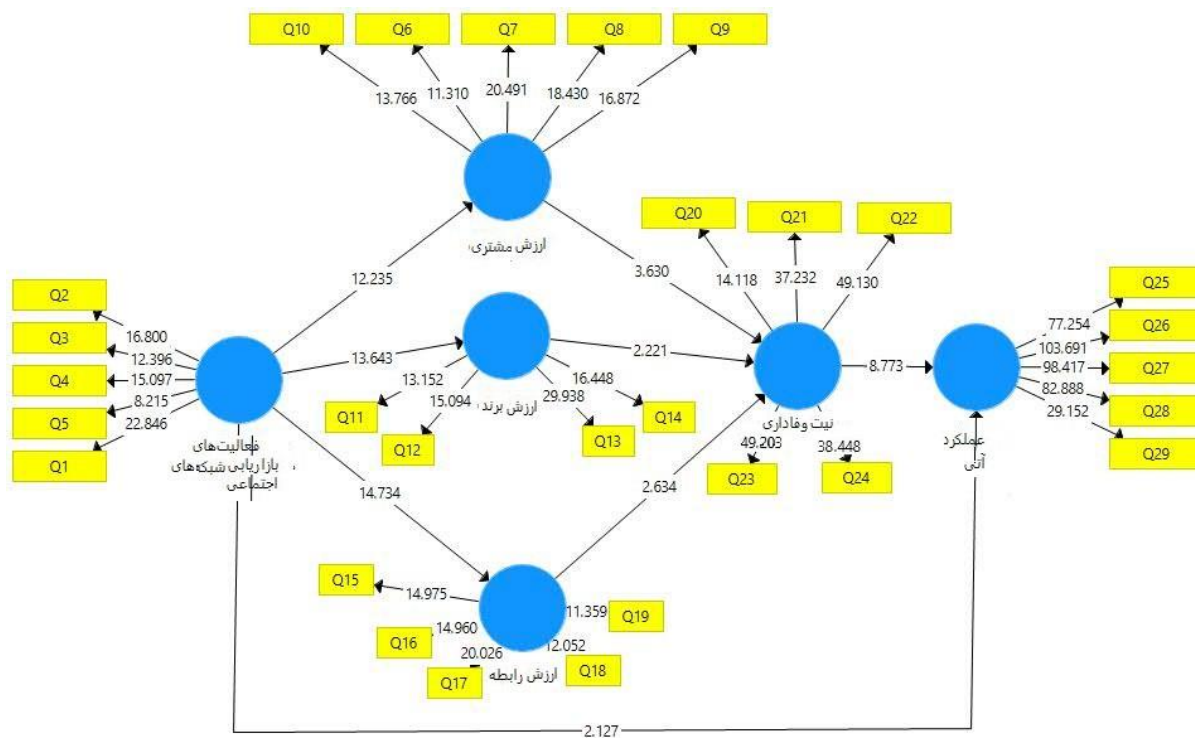 Q10
Q6
Q7
Q8
Q9
13.766
11.310
20.491
18.430
16.872
ارزش مشتری
12.235
3.630
Q20
Q21
Q22
14.118
37.232
49.130
Q2
Q3
Q4
Q5
Q1
16.800
12.396
15.097
8.215
22.846
فعالیت‌های
بازاریابی شبکه‌های
اجتماعی
13.643
13.152
15.094
29.938
16.448
Q11
Q12
Q13
Q14
ارزش برند
2.221
نیت وفاداری
49.203
38.448
Q23
Q24
8.773
عملکرد
آتی
77.254
103.691
98.417
82.888
29.152
Q25
Q26
Q27
Q28
Q29
14.734
2.634
Q15
14.975
Q16
14.960
Q17
20.026
ارزش رابطه
12.052
Q18
11.359
Q19
2.127